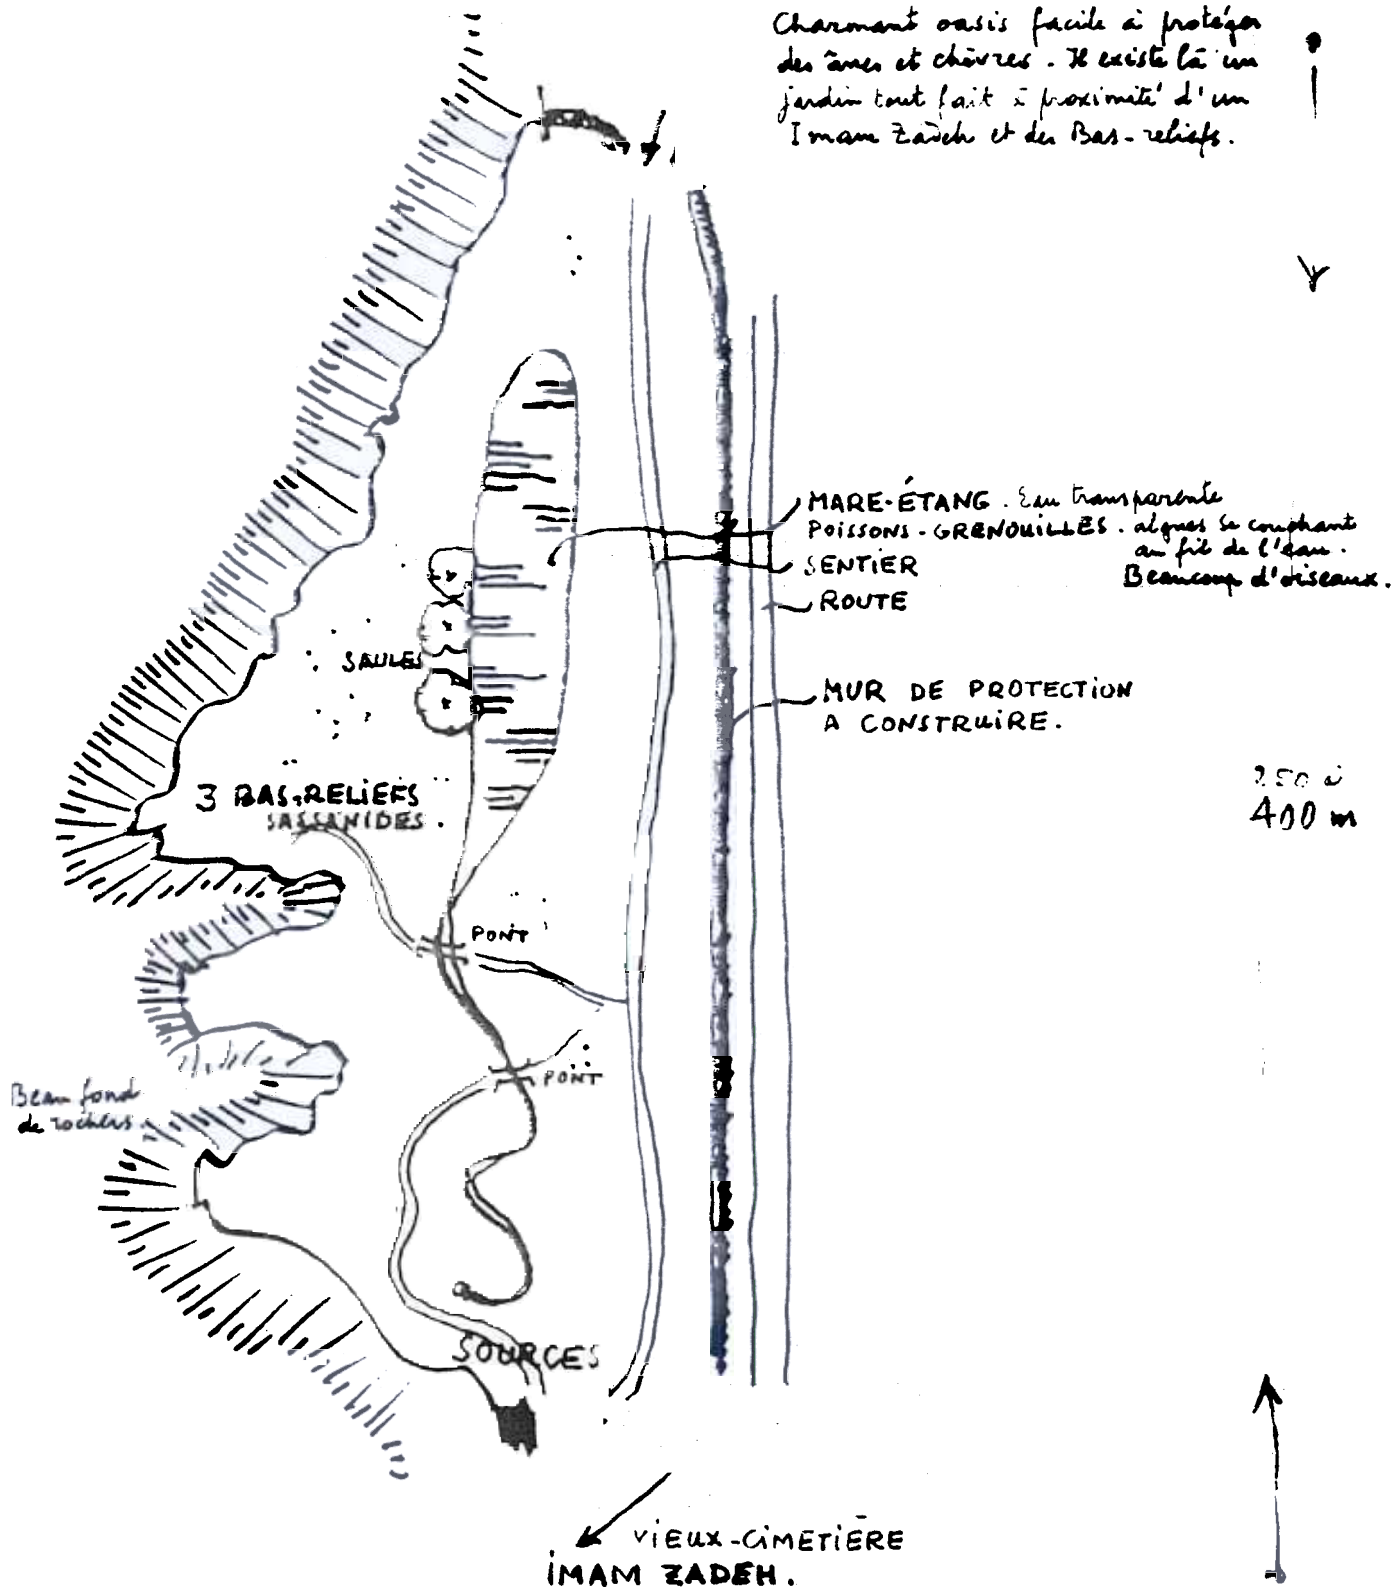 Charmant oasis facile à protéger
des ânes et chèvres. Il existe là un
jardin tout fait à proximité d'un
Imam Zadeh et des Bas-reliefs.
MARE-ÉTANG. Eau transparente
POISSONS-GRENOUILLES. algues se couchant
au fil de l'eau.
Beaucoup d'oiseaux.
SENTIER
ROUTE
SAULES
MUR DE PROTECTION
A CONSTRUIRE.
250 à
400 m
3 BAS-RELIEFS
SASSANIDES.
PONT
PONT
Beau fond
de rochers.
SOURCES
VIEUX-CIMETIÈRE
IMAM ZADEH.